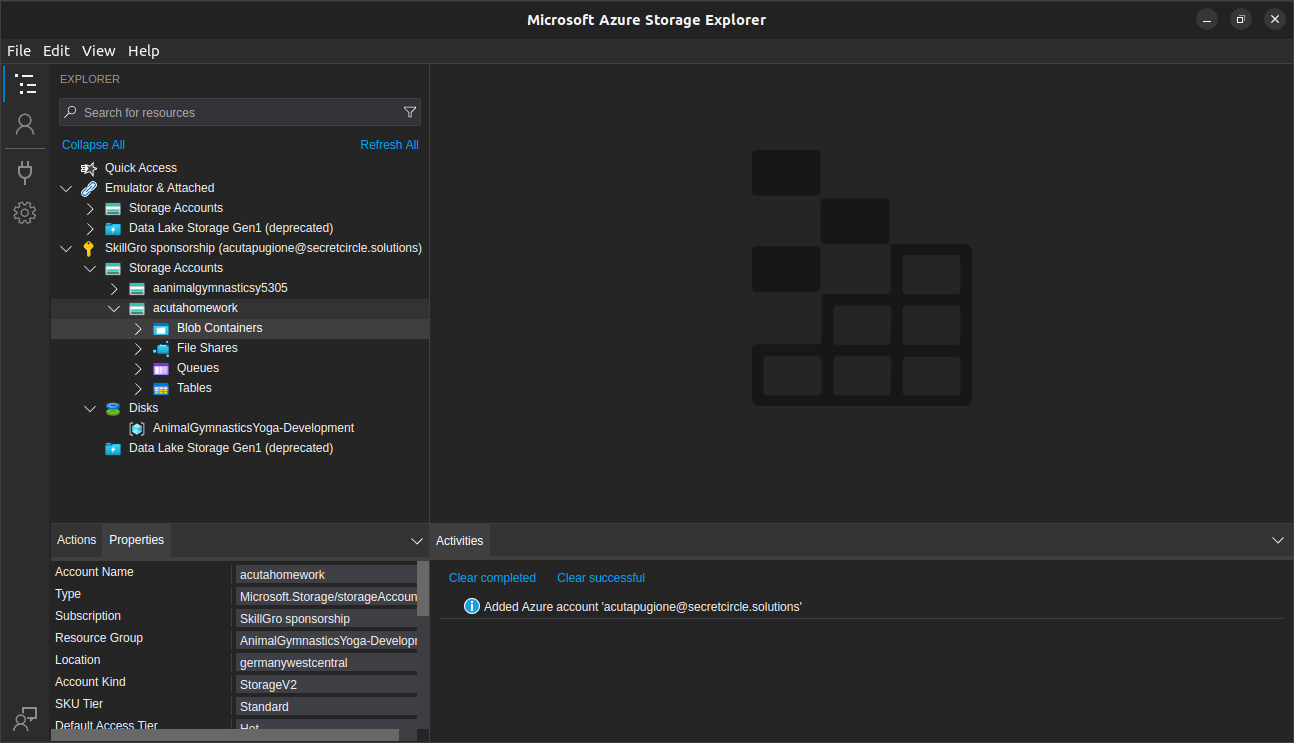 Microsoft Azure Storage Explorer
File Edit View Help
EXPLORER
Search for resources
Collapse All Refresh All
Quick Access
Emulator & Attached
Storage Accounts
Data Lake Storage Gen1 (deprecated)
SkillGro sponsorship (acutapugione@secretcircle.solutions)
Storage Accounts
aanimalgymnasticsy5305
acutahomework
Blob Containers
File Shares
Queues
Tables
Disks
AnimalGymnasticsYoga-Development
Data Lake Storage Gen1 (deprecated)
Actions Properties
Account Name acutahomework
Type Microsoft.Storage/storageAccoun
Subscription SkillGro sponsorship
Resource Group AnimalGymnasticsYoga-Develop
Location germanywestcentral
Account Kind StorageV2
SKU Tier Standard
Default Access Tier Hot
Activities
Clear completed Clear successful
Added Azure account 'acutapugione@secretcircle.solutions'